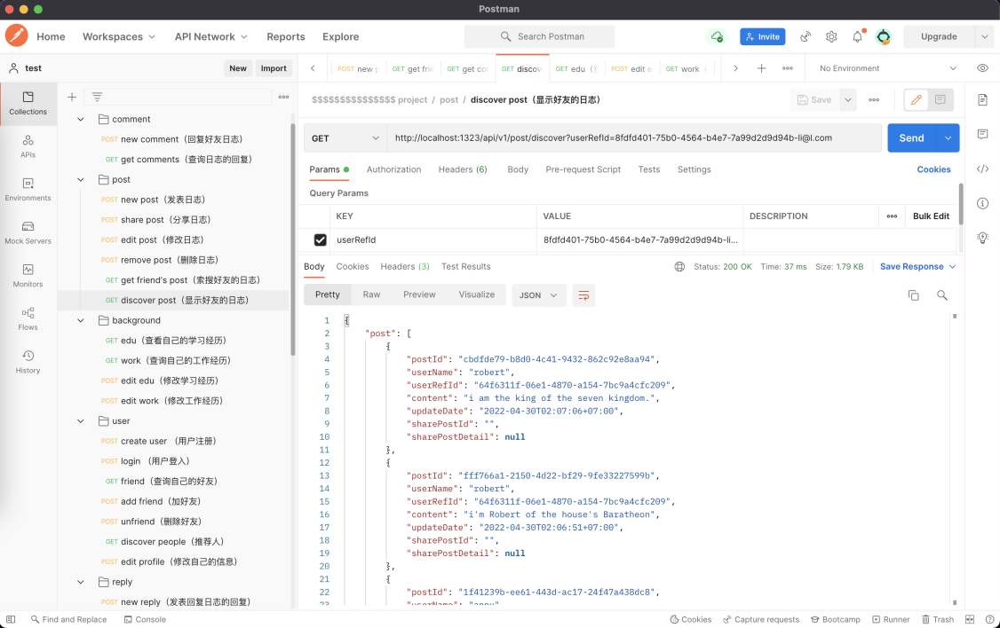 Postman
Home Workspaces API Network Reports Explore Search Postman Invite Upgrade
test New Import POST new p GET get frie GET get co GET discov GET edu POST edit e GET work No Environment
Collections
APIs
Environments
Mock Servers
Monitors
Flows
History
comment
POST new comment（回复好友日志）
GET get comments（查询日志的回复）
post
POST new post（发表日志）
POST share post（分享日志）
POST edit post（修改日志）
POST remove post（删除日志）
GET get friend's post（索搜好友的日志）
GET discover post（显示好友的日志）
background
GET edu（查看自己的学习经历）
GET work（查询自己的工作经历）
POST edit edu（修改学习经历）
POST edit work（修改工作经历）
user
POST create user （用户注册）
POST login （用户登入）
GET friend（查询自己的好友）
POST add friend（加好友）
POST unfriend（删除好友）
GET discover people（推荐人）
POST edit profile（修改自己的信息）
reply
POST new reply（发表回复日志的回复）
$$$$$$$$$$$$$$$ project / post / discover post（显示好友的日志） Save
GET http://localhost:1323/api/v1/post/discover?userRefId=8fdfd401-75b0-4564-b4e7-7a99d2d9d94b-li@l.com Send
Params Authorization Headers (6) Body Pre-request Script Tests Settings Cookies
Query Params
KEY VALUE DESCRIPTION Bulk Edit
userRefId 8fdfd401-75b0-4564-b4e7-7a99d2d9d94b-li...
Body Cookies Headers (3) Test Results Status: 200 OK Time: 37 ms Size: 1.79 KB Save Response
Pretty Raw Preview Visualize JSON
1 {
2 "post": [
3 {
4 "postId": "cbdfde79-b8d0-4c41-9432-862c92e8aa94",
5 "userName": "robert",
6 "userRefId": "64f6311f-06e1-4870-a154-7bc9a4cfc209",
7 "content": "i am the king of the seven kingdom.",
8 "updateDate": "2022-04-30T02:07:06+07:00",
9 "sharePostId": "",
10 "sharePostDetail": null
11 },
12 {
13 "postId": "fff766a1-2150-4d22-bf29-9fe33227599b",
14 "userName": "robert",
15 "userRefId": "64f6311f-06e1-4870-a154-7bc9a4cfc209",
16 "content": "i'm Robert of the house's Baratheon",
17 "updateDate": "2022-04-30T02:06:51+07:00",
18 "sharePostId": "",
19 "sharePostDetail": null
20 },
21 {
22 "postId": "1f41239b-ee61-443d-ac17-24f47a438dc8",
23 "userName": "anny",
Find and Replace Console Cookies Capture requests Bootcamp Runner Trash